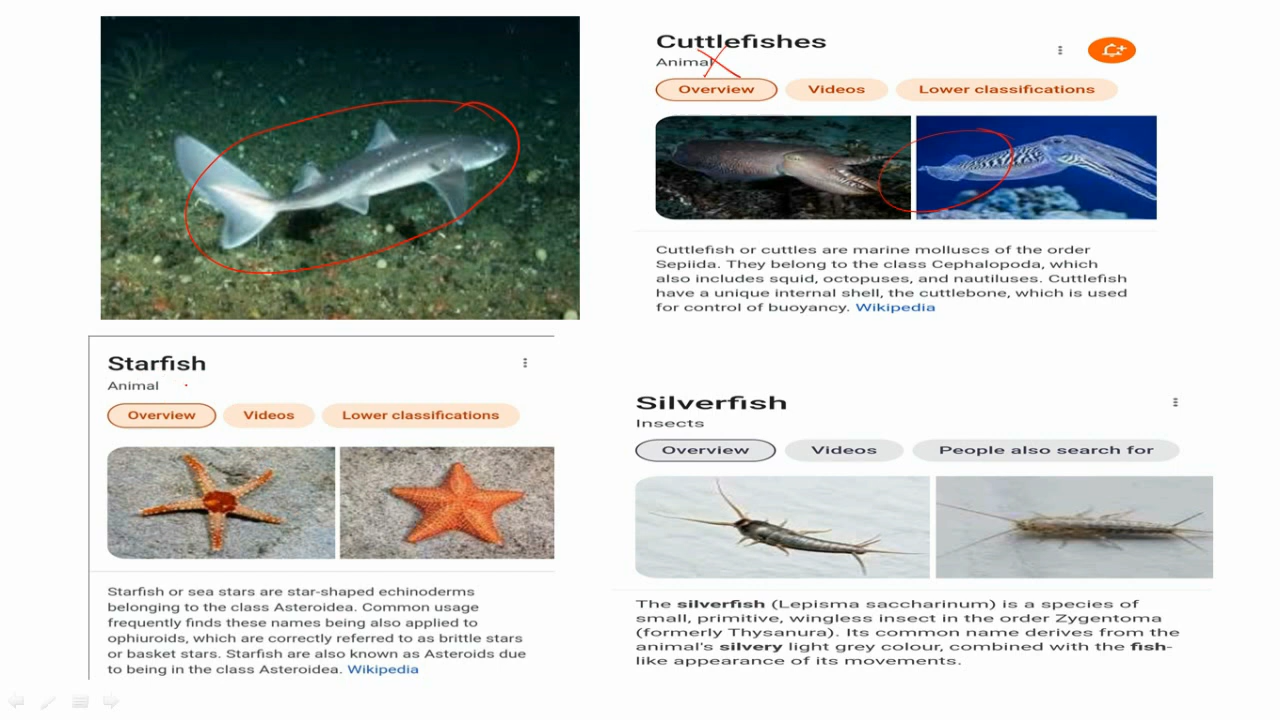 Cuttlefishes
Animal
Overview
Videos
Lower classifications
Cuttlefish or cuttles are marine molluscs of the order
Sepiida. They belong to the class Cephalopoda, which
also includes squid, octopuses, and nautiluses. Cuttlefish
have a unique internal shell, the cuttlebone, which is used
for control of buoyancy. Wikipedia
Starfish
Animal
Overview
Videos
Lower classifications
Starfish or sea stars are star-shaped echinoderms
belonging to the class Asteroidea. Common usage
frequently finds these names being also applied to
ophiuroids, which are correctly referred to as brittle stars
or basket stars. Starfish are also known as Asteroids due
to being in the class Asteroidea. Wikipedia
Silverfish
Insects
Overview
Videos
People also search for
The silverfish (Lepisma saccharinum) is a species of
small, primitive, wingless insect in the order Zygentoma
(formerly Thysanura). Its common name derives from the
animal's silvery light grey colour, combined with the fish-
like appearance of its movements.